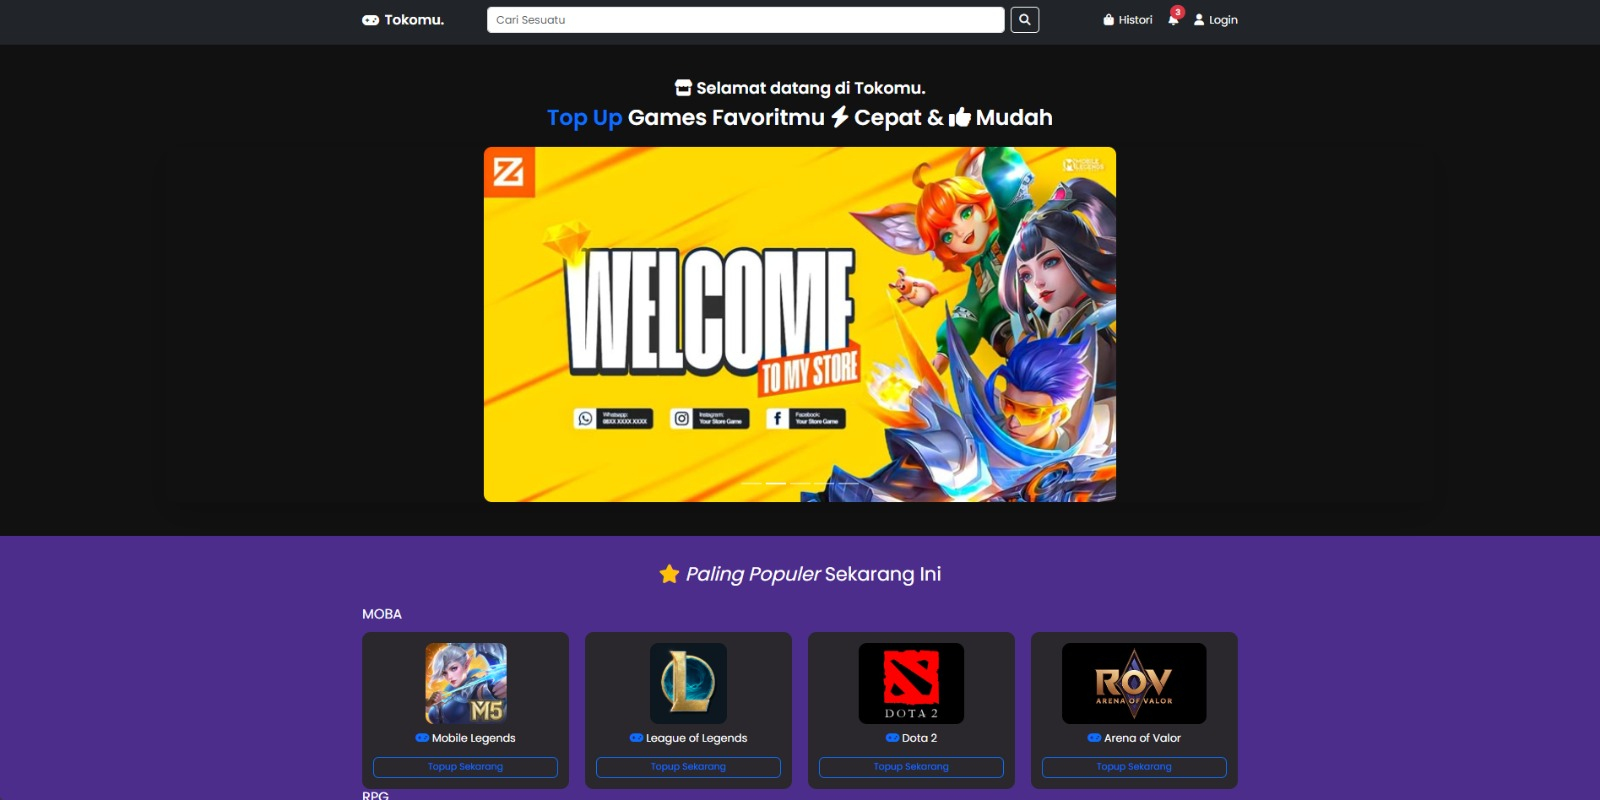 Tokomu.
Cari Sesuatu
Histori
3
Login
Selamat datang di Tokomu.
Top Up Games Favoritmu Cepat & Mudah
MOBILE LEGENDS
WELCOME
TO MY STORE
Whatsapp:
08XX XXXX XXXX
Instagram:
Your Store Game
Facebook:
Your Store Game
Paling Populer Sekarang Ini
MOBA
M5
Mobile Legends
Topup Sekarang
L
League of Legends
Topup Sekarang
DOTA 2
Dota 2
Topup Sekarang
ROV
ARENA OF VALOR
Arena of Valor
Topup Sekarang
RPG